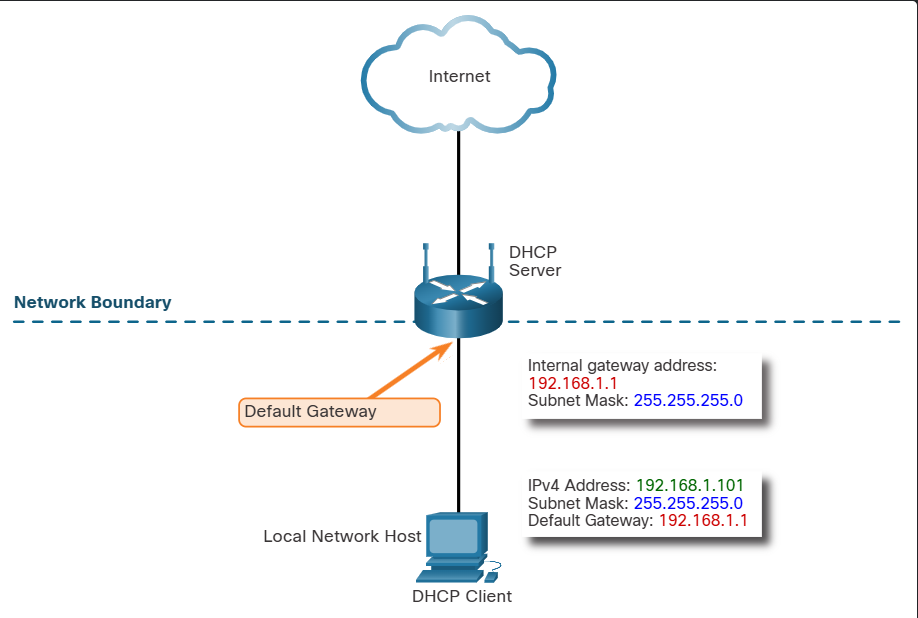 Internet
DHCP
Server
Network Boundary
Internal gateway address:
192.168.1.1
Subnet Mask: 255.255.255.0
Default Gateway
IPv4 Address: 192.168.1.101
Subnet Mask: 255.255.255.0
Default Gateway: 192.168.1.1
Local Network Host
DHCP Client